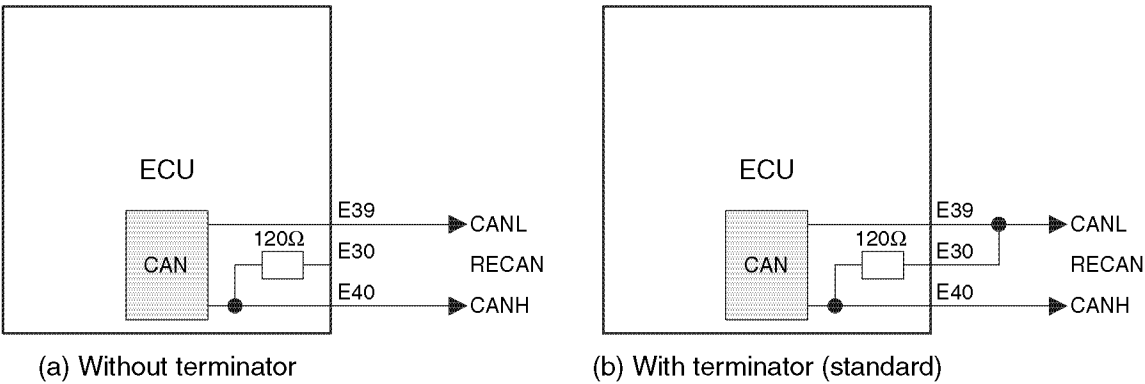 ECU
CAN
120Ω
E39
E30
E40
CANL
RECAN
CANH
(a) Without terminator
ECU
CAN
120Ω
E39
E30
E40
CANL
RECAN
CANH
(b) With terminator (standard)